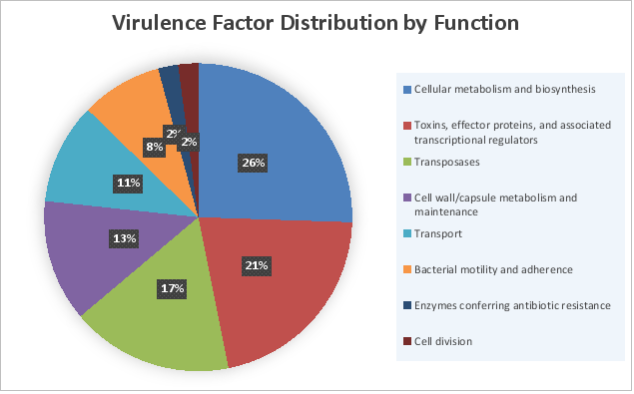 Virulence Factor Distribution by Function
26%
21%
17%
13%
11%
8%
2%
2%
Cellular metabolism and biosynthesis
Toxins, effector proteins, and associated
transcriptional regulators
Transposases
Cell wall/capsule metabolism and
maintenance
Transport
Bacterial motility and adherence
Enzymes conferring antibiotic resistance
Cell division